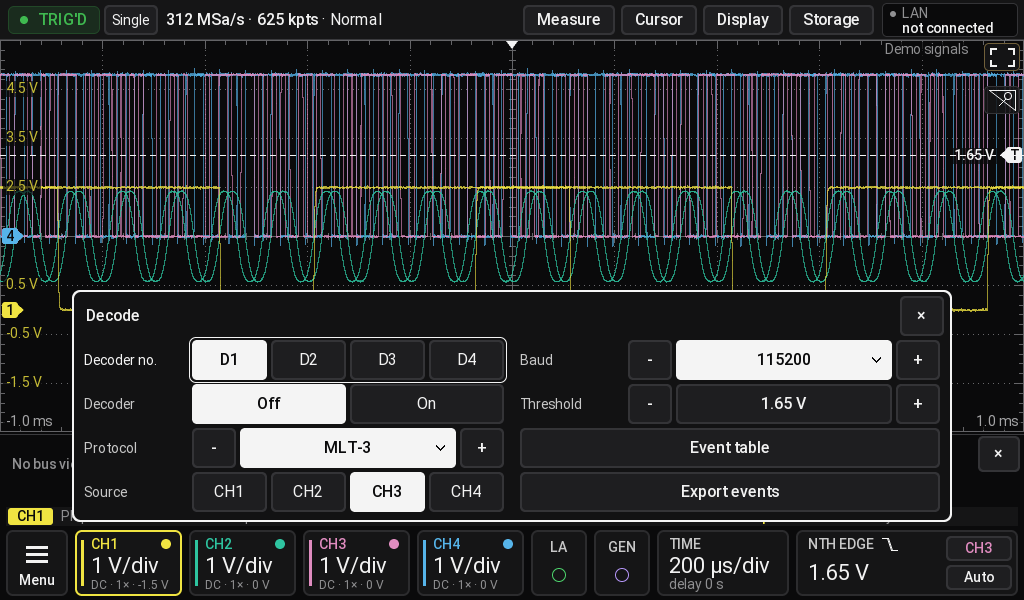 TRIG'D Single 312 MSa/s · 625 kpts · Normal Measure Cursor Display Storage LAN
not connected
Demo signals
4.5 V
3.5 V
1.65 V T
2.5 V
4
0.5 V
1
-0.5 V
-1.5 V
-1.0 ms 1.0 ms
Decode ×
Decoder no. D1 D2 D3 D4 Baud - 115200 +
Decoder Off On Threshold - 1.65 V +
Protocol - MLT-3 + Event table
Source CH1 CH2 CH3 CH4 Export events
No bus ×
CH1
Menu
CH1
1 V/div
DC · 1× · -1.5 V
CH2
1 V/div
DC · 1× · 0 V
CH3
1 V/div
DC · 1× · 0 V
CH4
1 V/div
DC · 1× · 0 V
LA
GEN
TIME
200 µs/div
delay 0 s
NTH EDGE CH3
1.65 V Auto